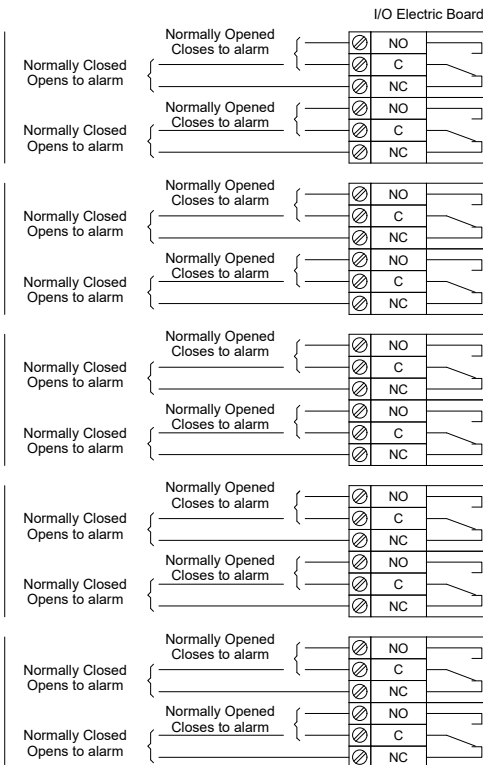 I/O Electric Board
Normally Opened
Closes to alarm
NO
Normally Closed
Opens to alarm
C
NC
Normally Opened
Closes to alarm
NO
Normally Closed
Opens to alarm
C
NC
Normally Opened
Closes to alarm
NO
Normally Closed
Opens to alarm
C
NC
Normally Opened
Closes to alarm
NO
Normally Closed
Opens to alarm
C
NC
Normally Opened
Closes to alarm
NO
Normally Closed
Opens to alarm
C
NC
Normally Opened
Closes to alarm
NO
Normally Closed
Opens to alarm
C
NC
Normally Opened
Closes to alarm
NO
Normally Closed
Opens to alarm
C
NC
Normally Opened
Closes to alarm
NO
Normally Closed
Opens to alarm
C
NC
Normally Opened
Closes to alarm
NO
Normally Closed
Opens to alarm
C
NC
Normally Opened
Closes to alarm
NO
Normally Closed
Opens to alarm
C
NC